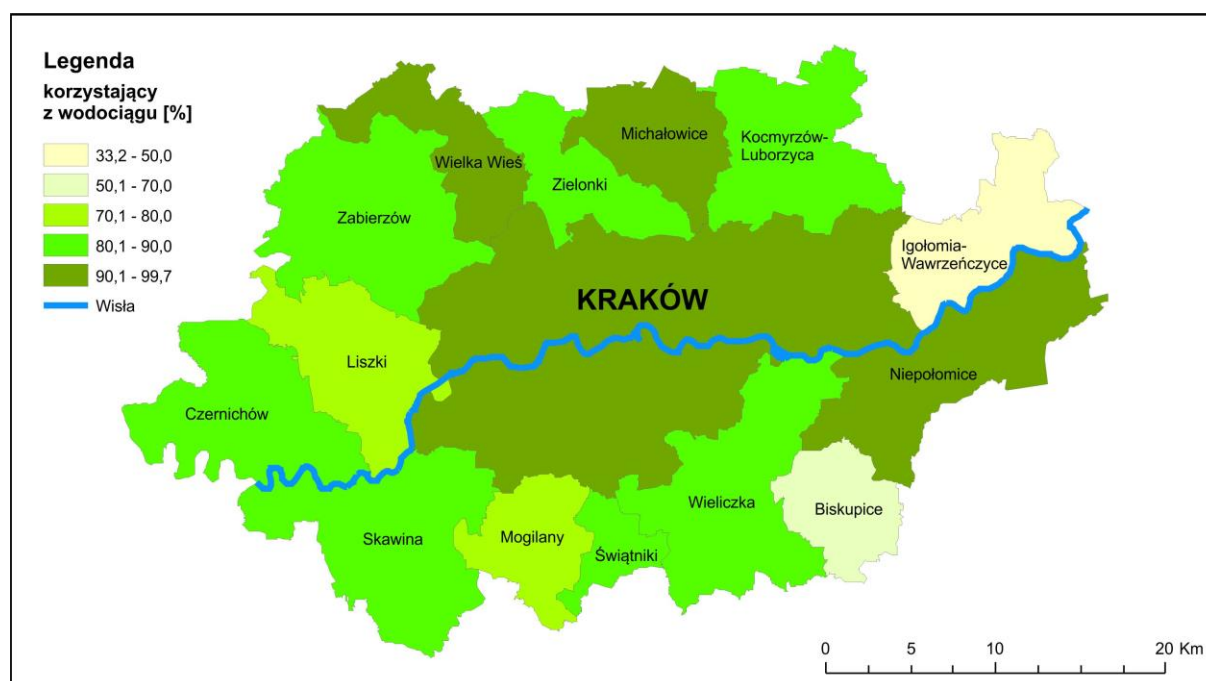 Legenda
korzystający
z wodociągu [%]
33,2 - 50,0
50,1 - 70,0
70,1 - 80,0
80,1 - 90,0
90,1 - 99,7
Wisła
Michałowice
Kocmyrzów-
Luborzyca
Wielka Wieś
Zielonki
Zabierzów
Igołomia-
Wawrzeńczyce
KRAKÓW
Liszki
Niepołomice
Czernichów
Wieliczka
Biskupice
Skawina
Mogilany
Świątniki
0 5 10 20 Km